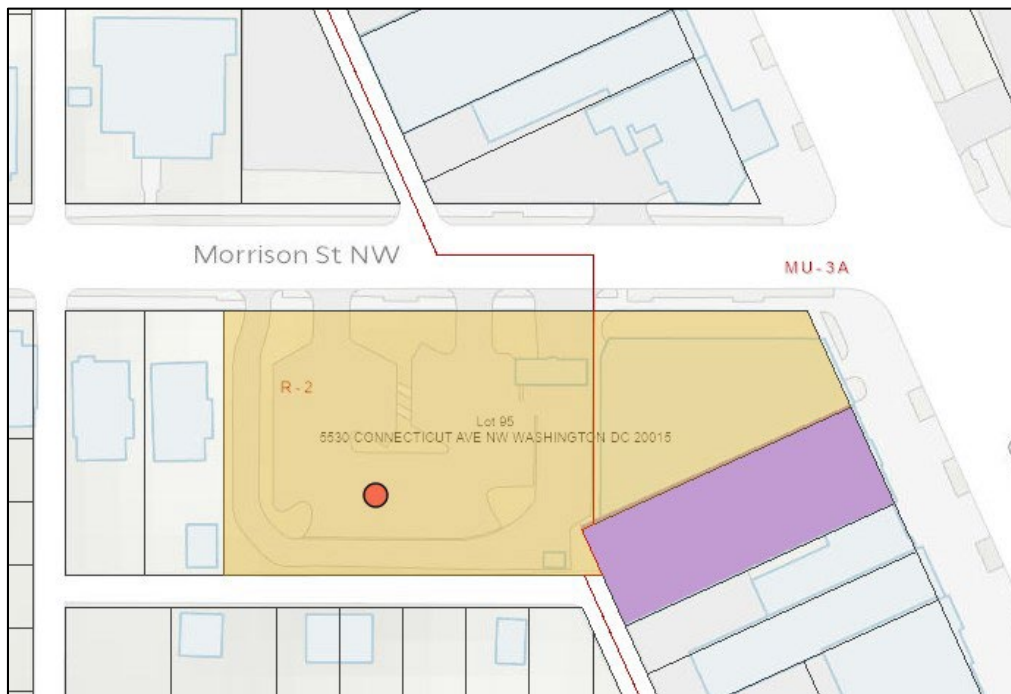 Morrison St NW
MU-3A
R-2
Lot 95
5530 CONNECTICUT AVE NW WASHINGTON DC 20015